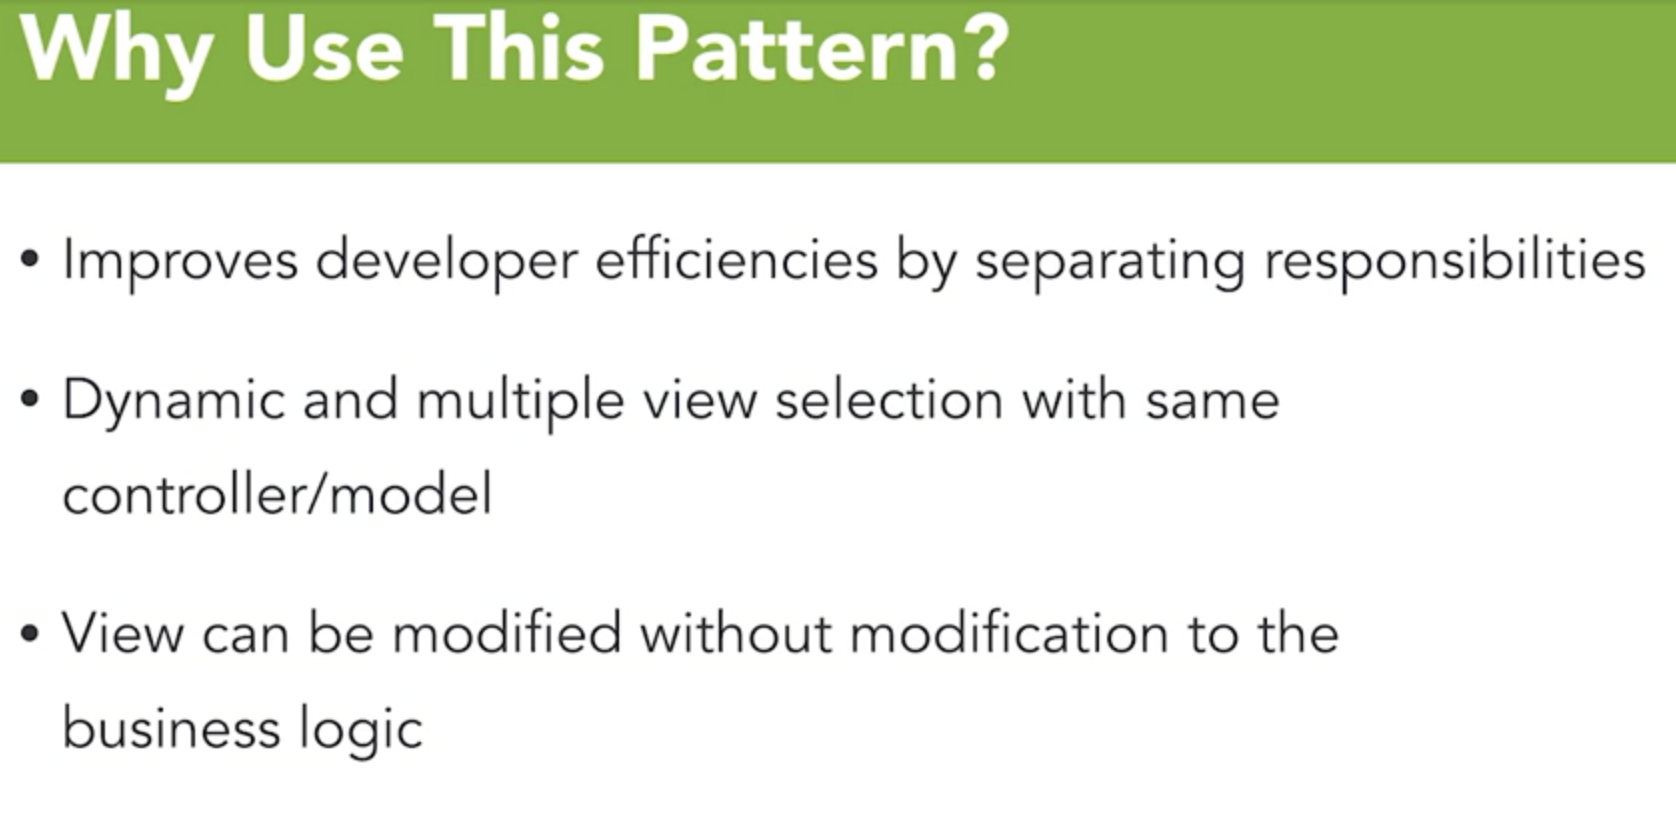 Why Use This Pattern?
• Improves developer efficiencies by separating responsibilities
• Dynamic and multiple view selection with same
controller/model
• View can be modified without modification to the
business logic